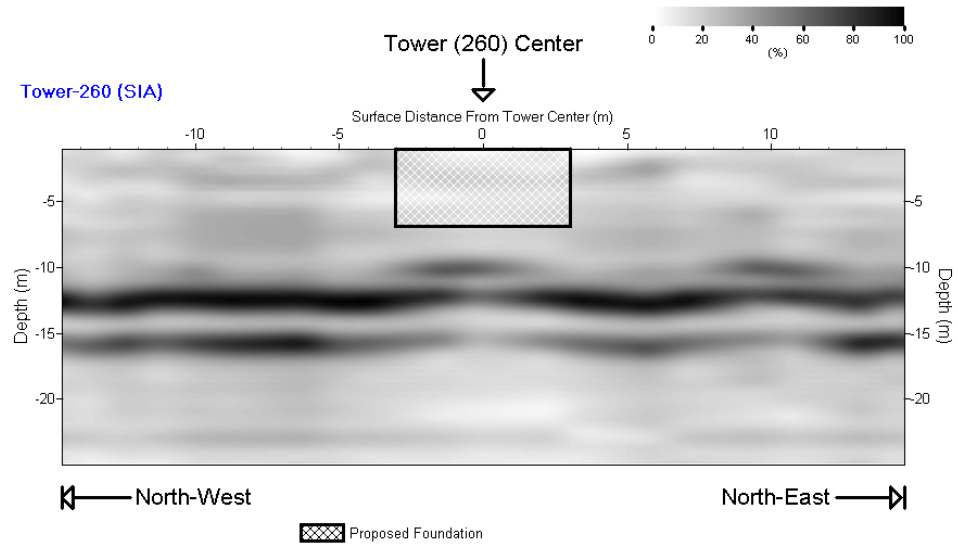 0 20 40 60 80 100
(%)
Tower (260) Center
Tower-260 (SIA)
Surface Distance From Tower Center (m)
-10 -5 0 5 10
-5 -5
-10 -10
Depth (m) Depth (m)
-15 -15
-20 -20
North-West North-East
Proposed Foundation